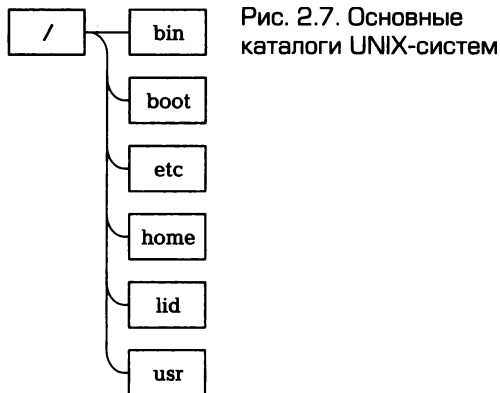 /
bin
boot
etc
home
lid
usr
Рис. 2.7. Основные
каталоги UNIX-систем